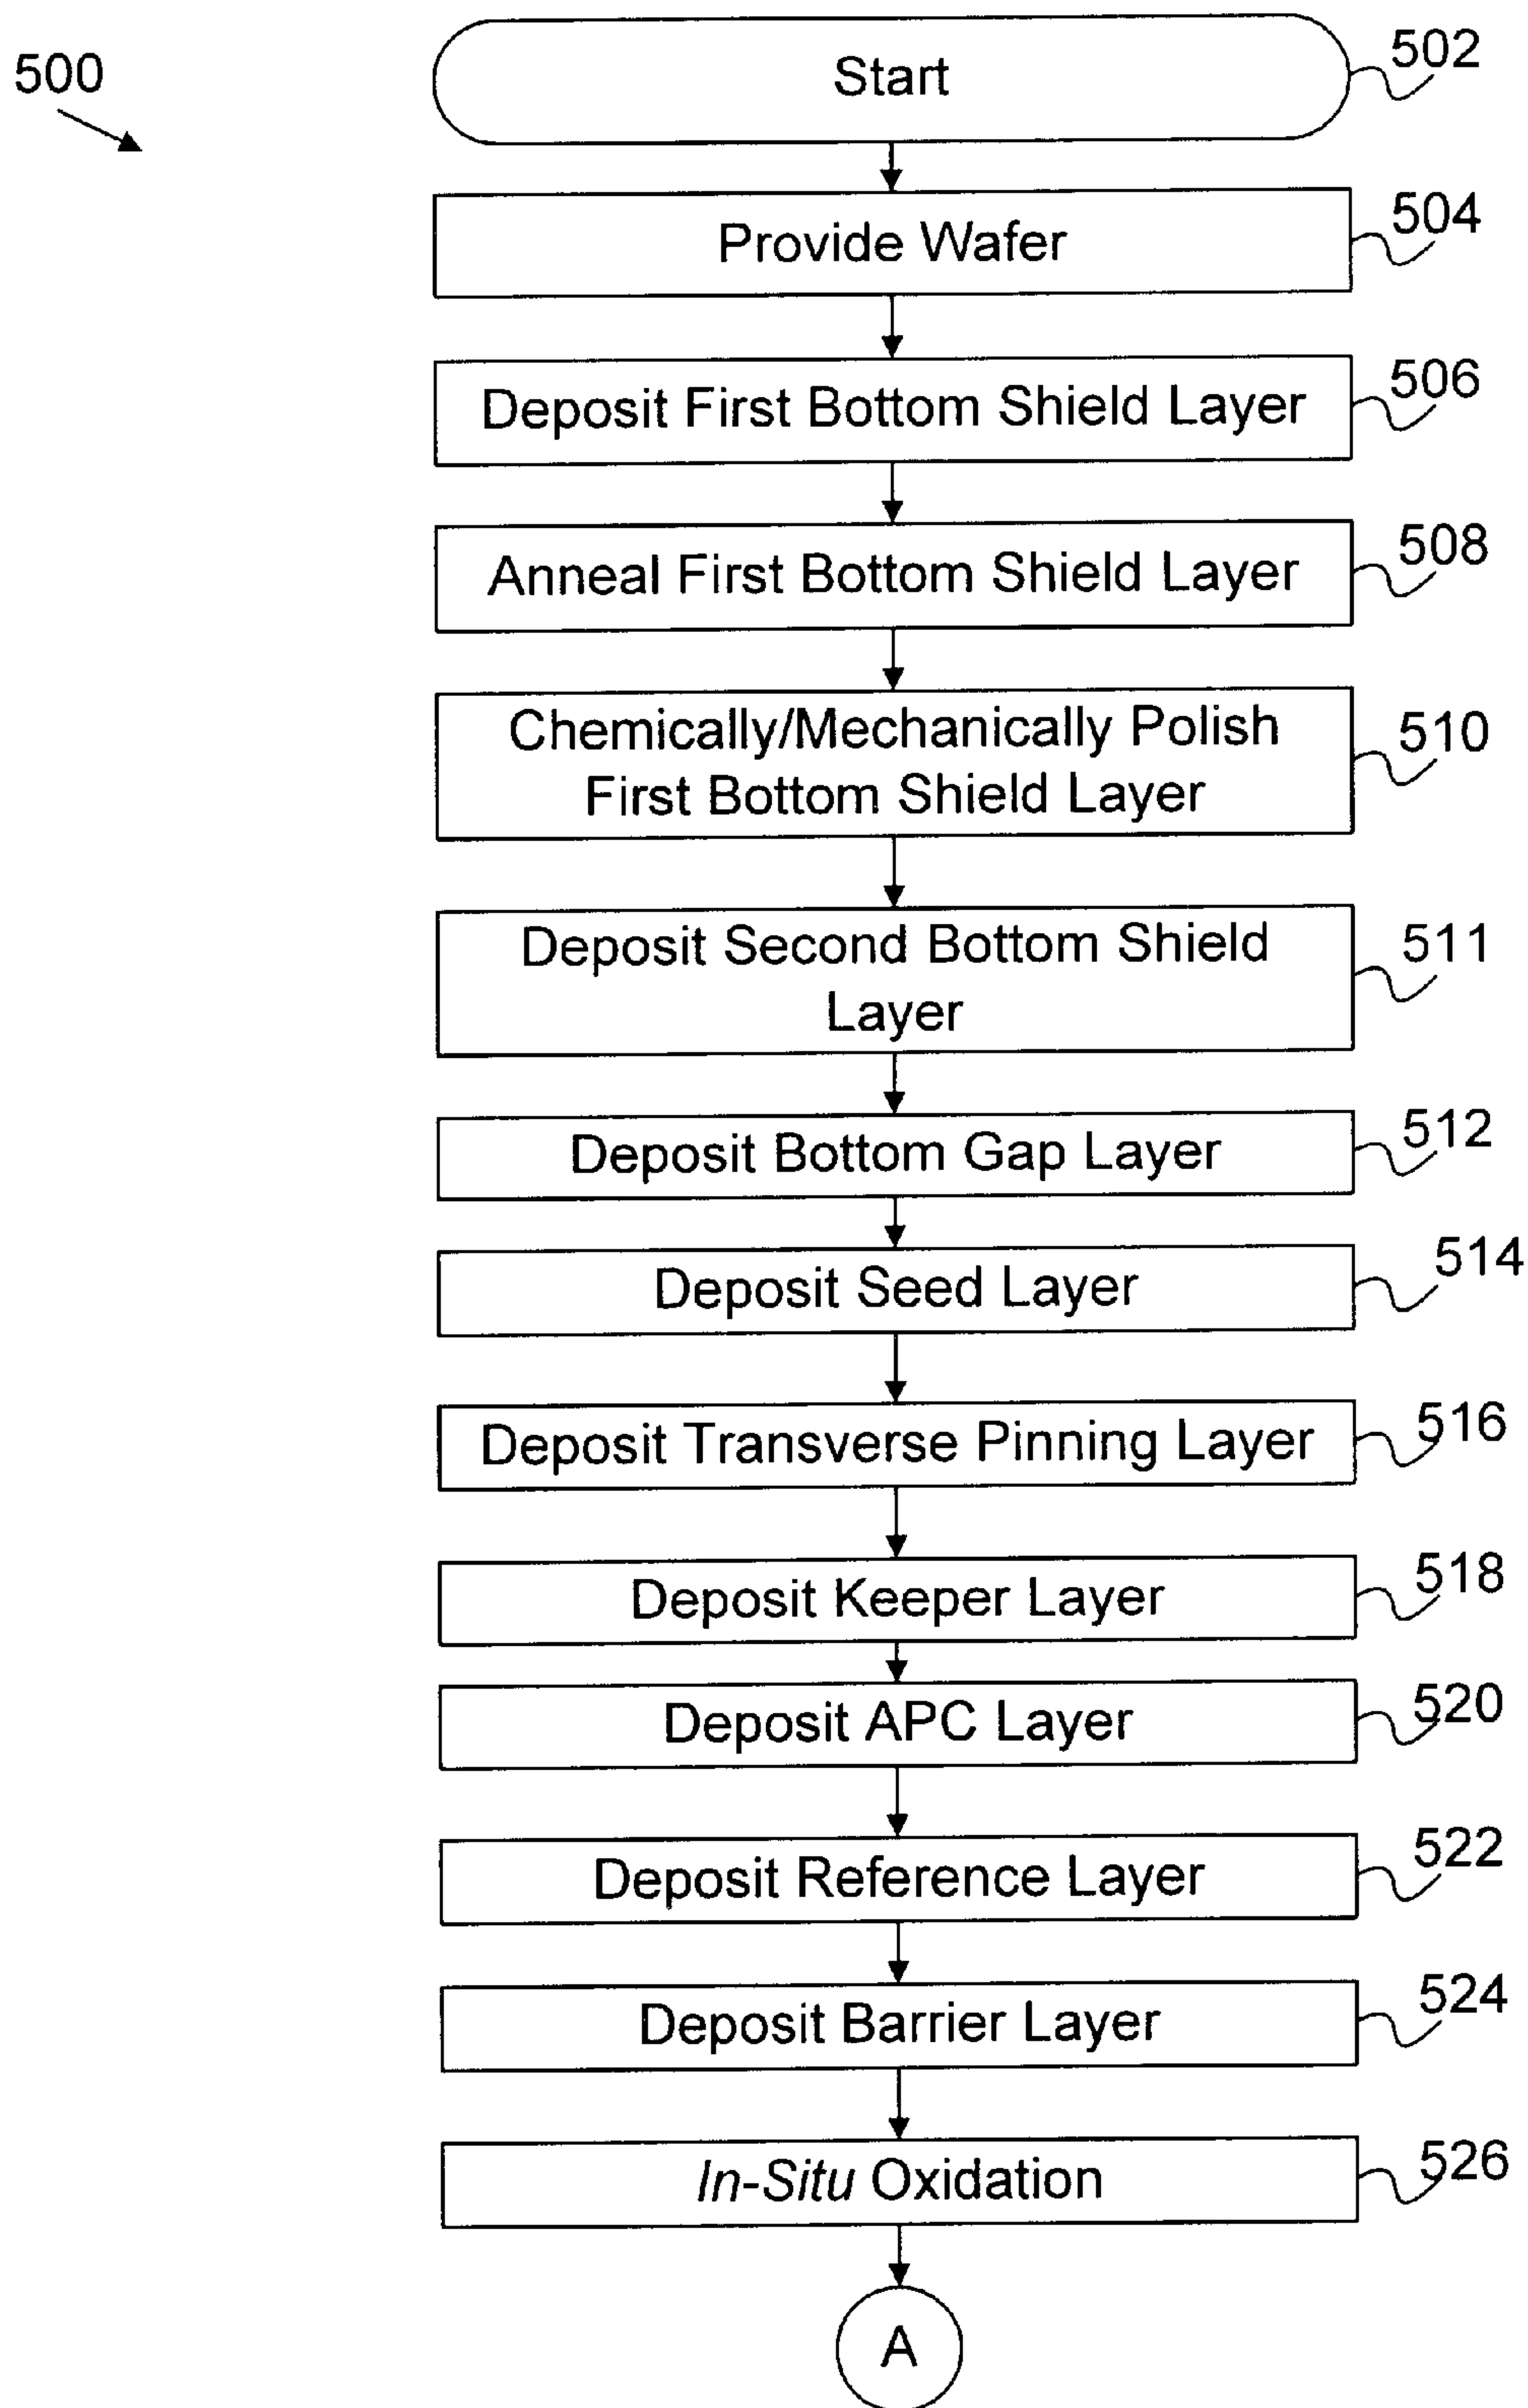 500
Start
502
Provide Wafer
504
Deposit First Bottom Shield Layer
506
Anneal First Bottom Shield Layer
508
Chemically/Mechanically Polish
First Bottom Shield Layer
510
Deposit Second Bottom Shield
Layer
511
Deposit Bottom Gap Layer
512
Deposit Seed Layer
514
Deposit Transverse Pinning Layer
516
Deposit Keeper Layer
518
Deposit APC Layer
520
Deposit Reference Layer
522
Deposit Barrier Layer
524
In-Situ Oxidation
526
A